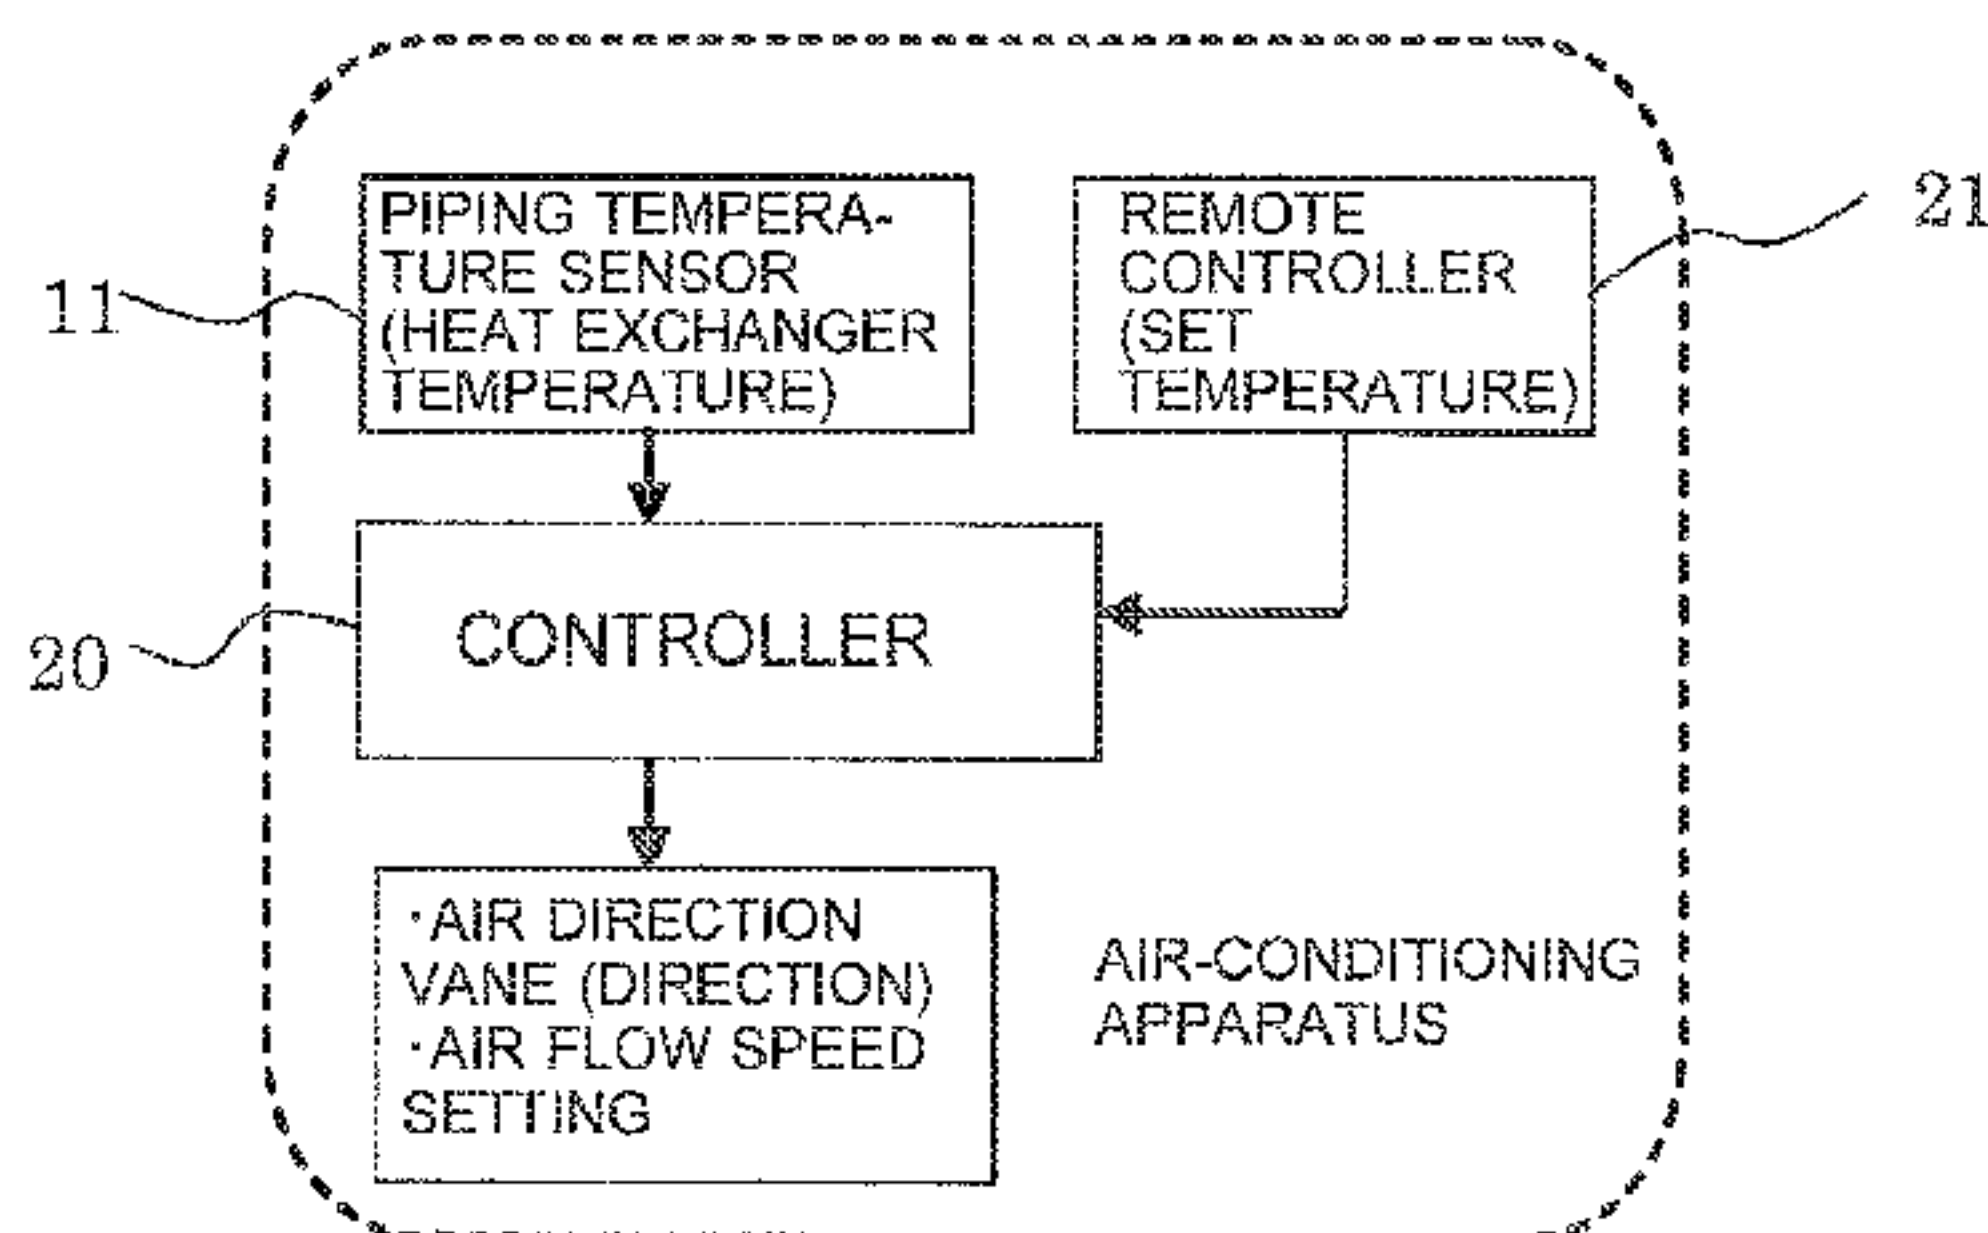 PIPING TEMPERA-
TURE SENSOR
(HEAT EXCHANGER
TEMPERATURE)
REMOTE
CONTROLLER
(SET
TEMPERATURE)
21
11
CONTROLLER
20
・AIR DIRECTION
VANE (DIRECTION)
・AIR FLOW SPEED
SETTING
AIR-CONDITIONING
APPARATUS